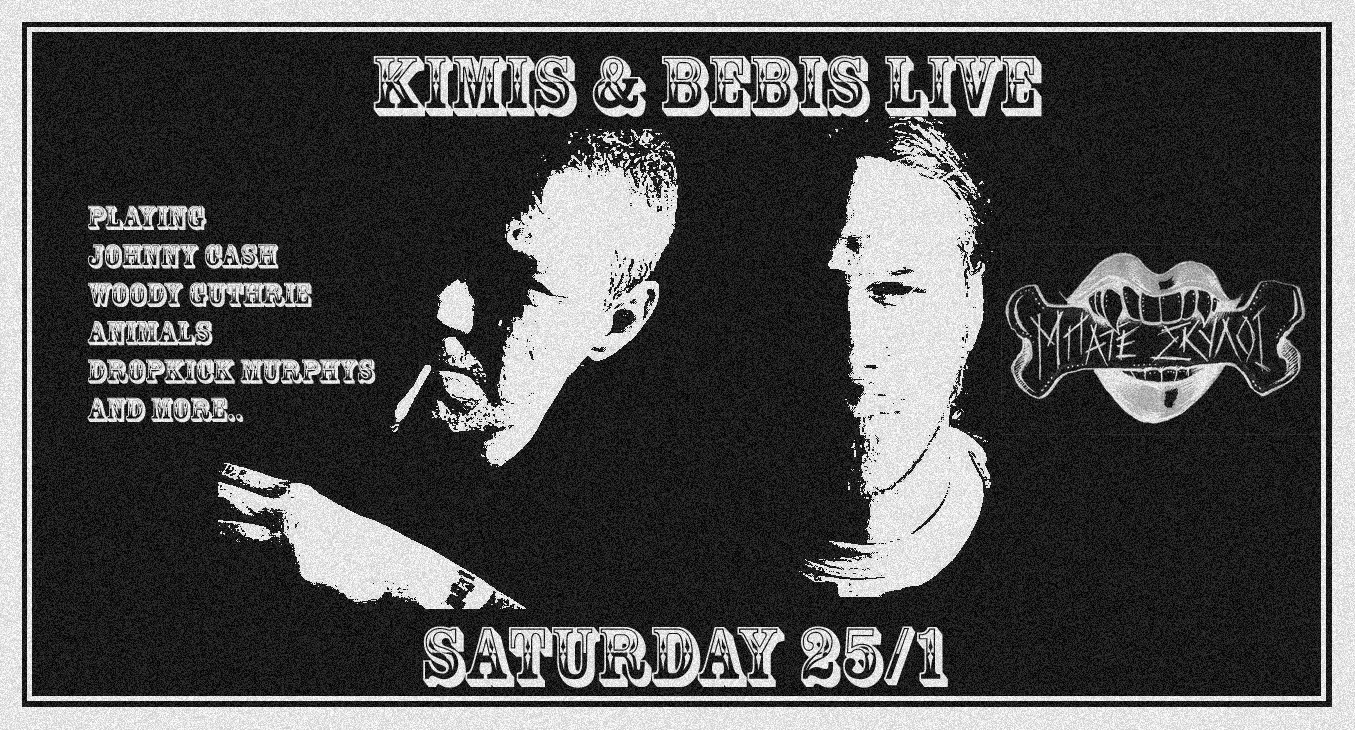 KIMIS & BEBIS LIVE
PLAYING
JOHNNY CASH
WOODY GUTHRIE
ANIMALS
DROPKICK MURPHYS
AND MORE..
ΜΠΑΤΕ ΣΚΥΛΟΙ
SATURDAY 25/1